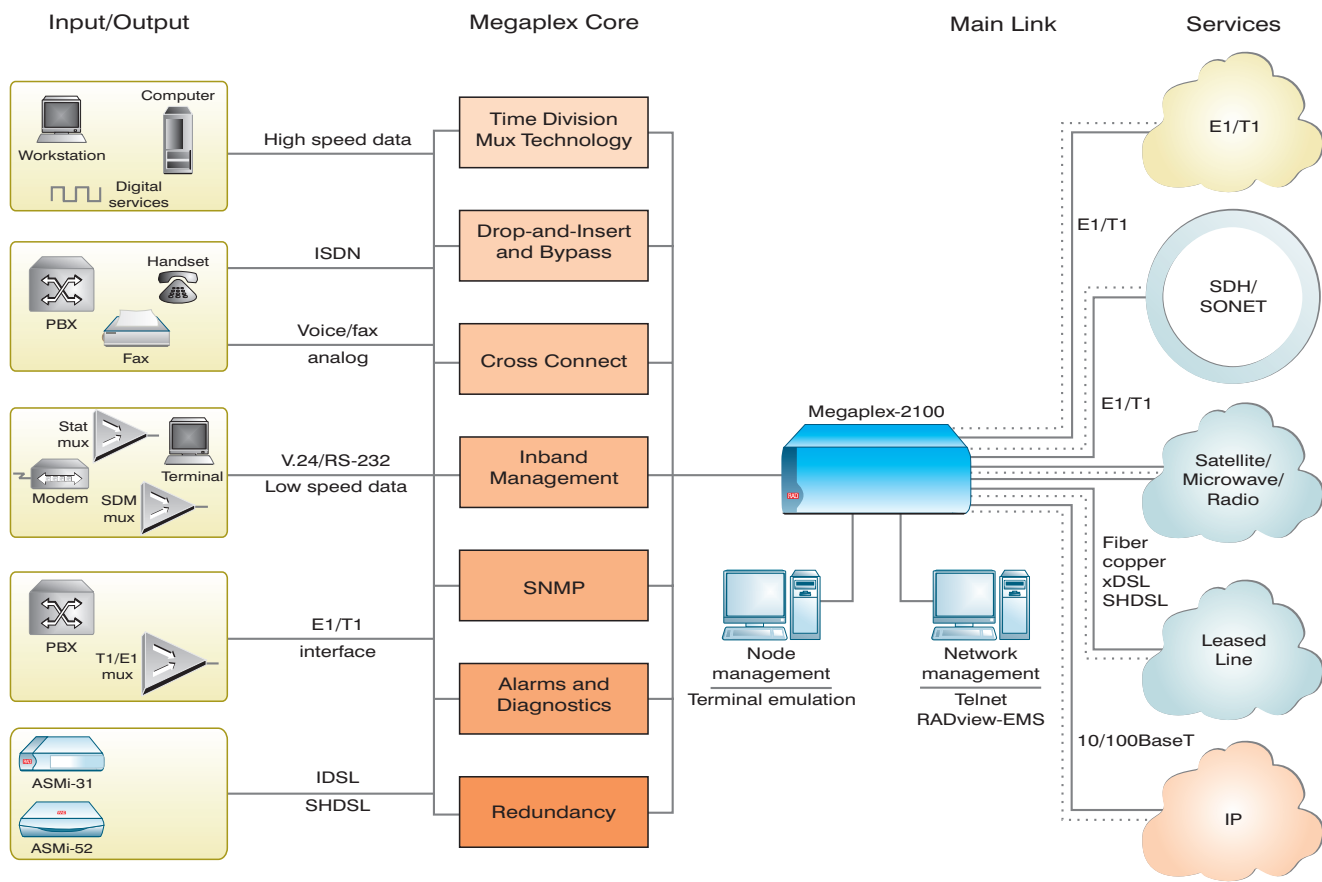 Input/Output
Megaplex Core
Main Link
Services
Computer
Workstation
Digital
services
High speed data
Handset
PBX
Fax
ISDN
Voice/fax
analog
Stat
mux
Terminal
Modem
SDM
mux
V.24/RS-232
Low speed data
PBX
T1/E1
mux
E1/T1
interface
RAD
ASMi-31
ASMi-52
IDSL
SHDSL
Time Division
Mux Technology
Drop-and-Insert
and Bypass
Cross Connect
Inband
Management
SNMP
Alarms and
Diagnostics
Redundancy
Megaplex-2100
RAD
Node
management
Terminal emulation
Network
management
Telnet
RADview-EMS
E1/T1
E1/T1
Fiber
copper
xDSL
SHDSL
10/100BaseT
E1/T1
SDH/
SONET
Satellite/
Microwave/
Radio
Leased
Line
IP